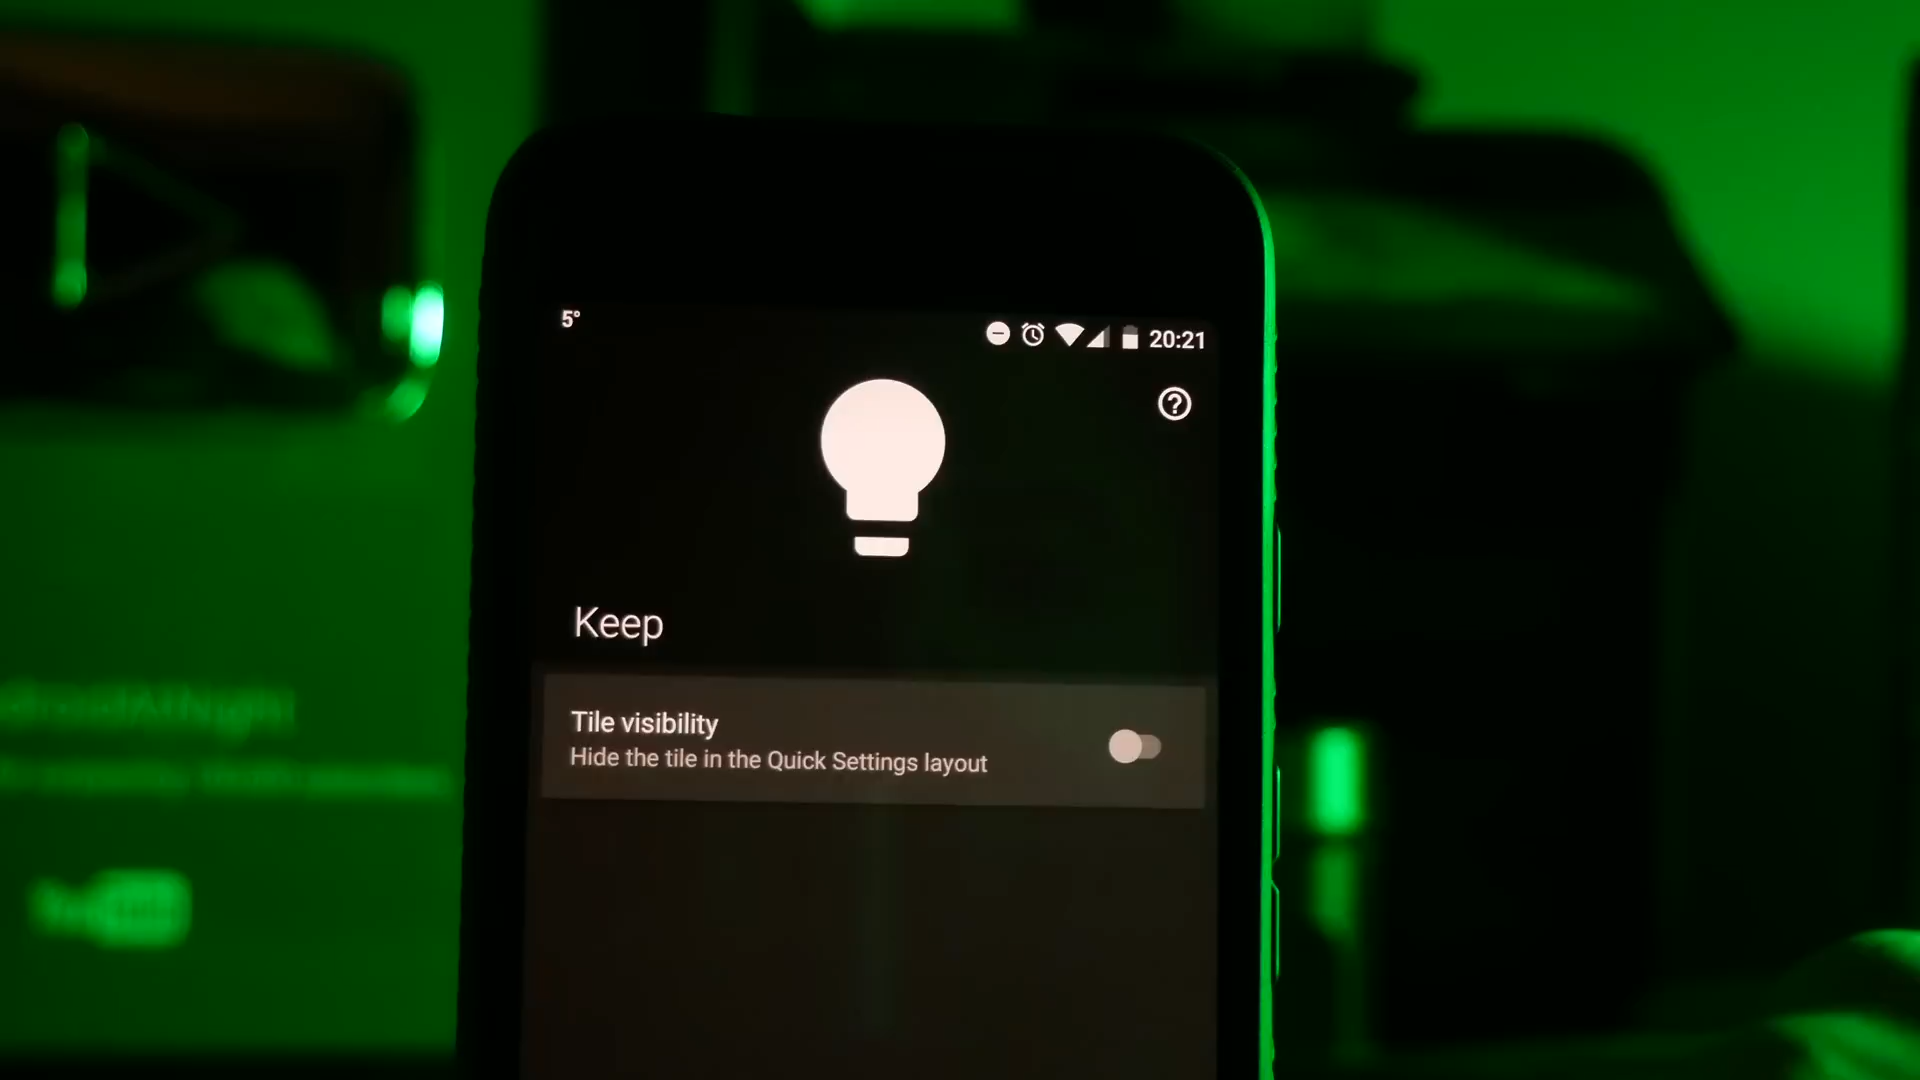 5°
20:21
Keep
Tile visibility
Hide the tile in the Quick Settings layout